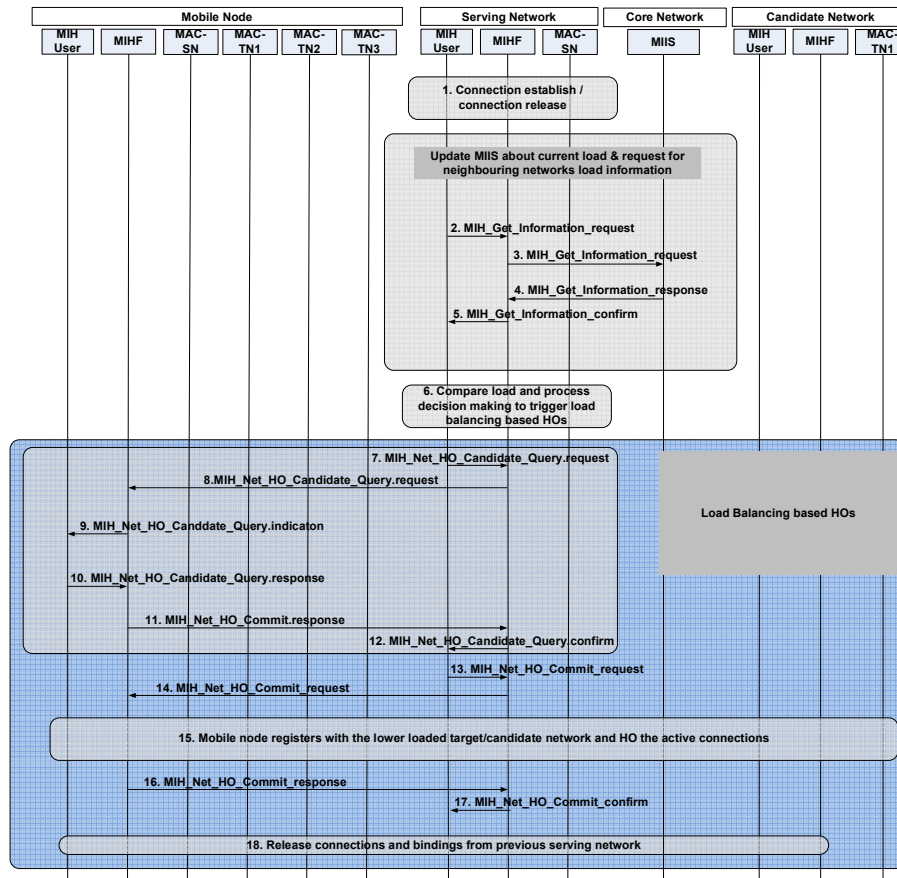 Mobile Node
Serving Network
Core Network
Candidate Network
MIH
User
MIHF
MAC-
SN
MAC-
TN1
MAC-
TN2
MAC-
TN3
MIH
User
MIHF
MAC-
SN
MIIS
MIH
User
MIHF
MAC-
TN1
1. Connection establish /
connection release
Update MIIS about current load & request for
neighbouring networks load information
2. MIH_Get_Information_request
3. MIH_Get_Information_request
4. MIH_Get_Information_response
5. MIH_Get_Information_confirm
6. Compare load and process
decision making to trigger load
balancing based HOs
7. MIH_Net_HO_Candidate_Query.request
8.MIH_Net_HO_Candidate_Query.request
Load Balancing based HOs
9. MIH_Net_HO_Canddate_Query.indicaton
10. MIH_Net_HO_Candidate_Query.response
11. MIH_Net_HO_Commit.response
12. MIH_Net_HO_Candidate_Query.confirm
13. MIH_Net_HO_Commit_request
14. MIH_Net_HO_Commit_request
15. Mobile node registers with the lower loaded target/candidate network and HO the active connections
16. MIH_Net_HO_Commit_response
17. MIH_Net_HO_Commit_confirm
18. Release connections and bindings from previous serving network